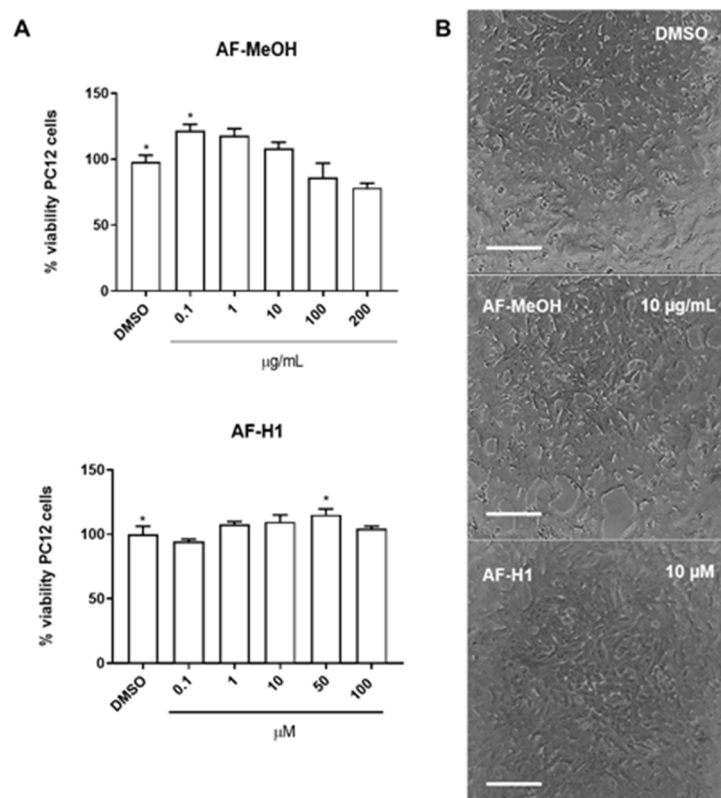 A
AF-MeOH
% viability PC12 cells
150
100
50
0
*
*
DMSO
0.1
1
10
100
200
µg/mL
AF-H1
% viability PC12 cells
150
100
50
0
*
*
DMSO
0.1
1
10
50
100
µM
B
DMSO
AF-MeOH 10 µg/mL
AF-H1 10 µM